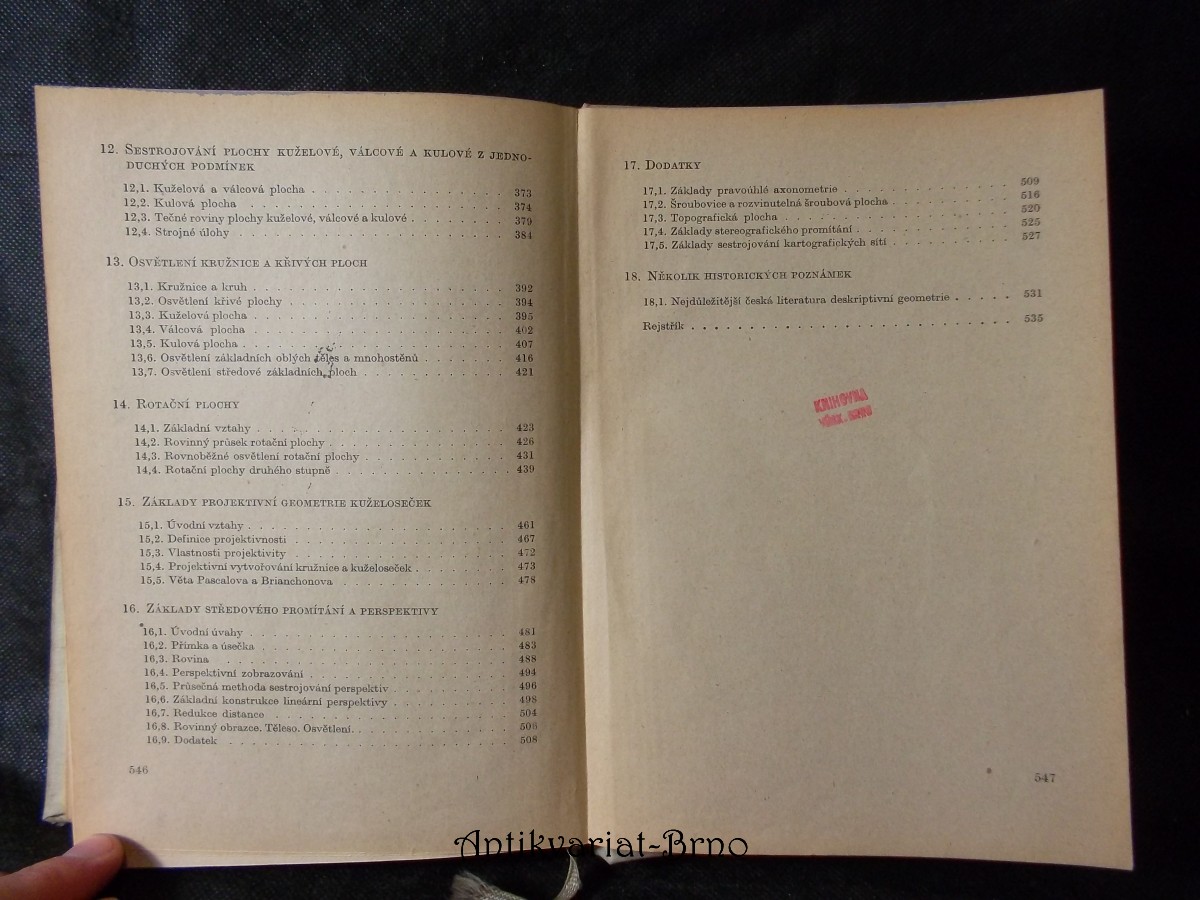 12. Sestrojování plochy kuželové, válcové a kulové z jedno-
duchých podmínek
12,1. Kuželová a válcová plocha . . . . . . . . . . . . . . . . . 373
12,2. Kulová plocha . . . . . . . . . . . . . . . . . . . . . . 374
12,3. Tečné roviny plochy kuželové, válcové a kulové . . . . . . . . 379
12,4. Strojné úlohy . . . . . . . . . . . . . . . . . . . . . . . 384
13. Osvětlení kružnice a křivých ploch
13,1. Kružnice a kruh . . . . . . . . . . . . . . . . . . . . . . 392
13,2. Osvětlení křivé plochy . . . . . . . . . . . . . . . . . . . 394
13,3. Kuželová plocha . . . . . . . . . . . . . . . . . . . . . . 395
13,4. Válcová plocha . . . . . . . . . . . . . . . . . . . . . . 402
13,5. Kulová plocha . . . . . . . . . . . . . . . . . . . . . . . 407
13,6. Osvětlení základních oblých těles a mnohostěnů . . . . . . . 416
13,7. Osvětlení středové základních ploch . . . . . . . . . . . . 421
14. Rotační plochy
14,1. Základní vztahy . . . . . . . . . . . . . . . . . . . . . . 423
14,2. Rovinný průsek rotační plochy . . . . . . . . . . . . . . . 426
14,3. Rovnoběžné osvětlení rotační plochy . . . . . . . . . . . . 431
14,4. Rotační plochy druhého stupně . . . . . . . . . . . . . . . 439
15. Základy projektivní geometrie kuželoseček
15,1. Úvodní vztahy . . . . . . . . . . . . . . . . . . . . . . . 461
15,2. Definice projektivnosti . . . . . . . . . . . . . . . . . . 467
15,3. Vlastnosti projektivity . . . . . . . . . . . . . . . . . . 472
15,4. Projektivní vytvořování kružnice a kuželoseček . . . . . . . . 473
15,5. Věta Pascalova a Brianchonova . . . . . . . . . . . . . . . 478
16. Základy středového promítání a perspektivy
16,1. Úvodní úvahy . . . . . . . . . . . . . . . . . . . . . . . 481
16,2. Přímka a úsečka . . . . . . . . . . . . . . . . . . . . . . 483
16,3. Rovina . . . . . . . . . . . . . . . . . . . . . . . . . . 488
16,4. Perspektivní zobrazování . . . . . . . . . . . . . . . . . . 494
16,5. Průsečná methoda sestrojování perspektiv . . . . . . . . . . 496
16,6. Základní konstrukce lineární perspektivy . . . . . . . . . . 498
16,7. Redukce distance . . . . . . . . . . . . . . . . . . . . . 504
16,8. Rovinný obrazec. Těleso. Osvětlení. . . . . . . . . . . . . . 506
16,9. Dodatek . . . . . . . . . . . . . . . . . . . . . . . . . . 508
546
17. Dodatky
17,1. Základy pravoúhlé axonometrie . . . . . . . . . . . . . . . 509
17,2. Šroubovice a rozvinutelná šroubová plocha . . . . . . . . . . 516
17,3. Topografická plocha . . . . . . . . . . . . . . . . . . . . 520
17,4. Základy stereografického promítání . . . . . . . . . . . . . 525
17,5. Základy sestrojování kartografických sítí . . . . . . . . . . 527
18. Několik historických poznámek
18,1. Nejdůležitější česká literatura deskriptivní geometrie . . . . . 531
Rejstřík . . . . . . . . . . . . . . . . . . . . . . . . . . . . 535
KNIHOVNA
547
Antikvariat-Brno